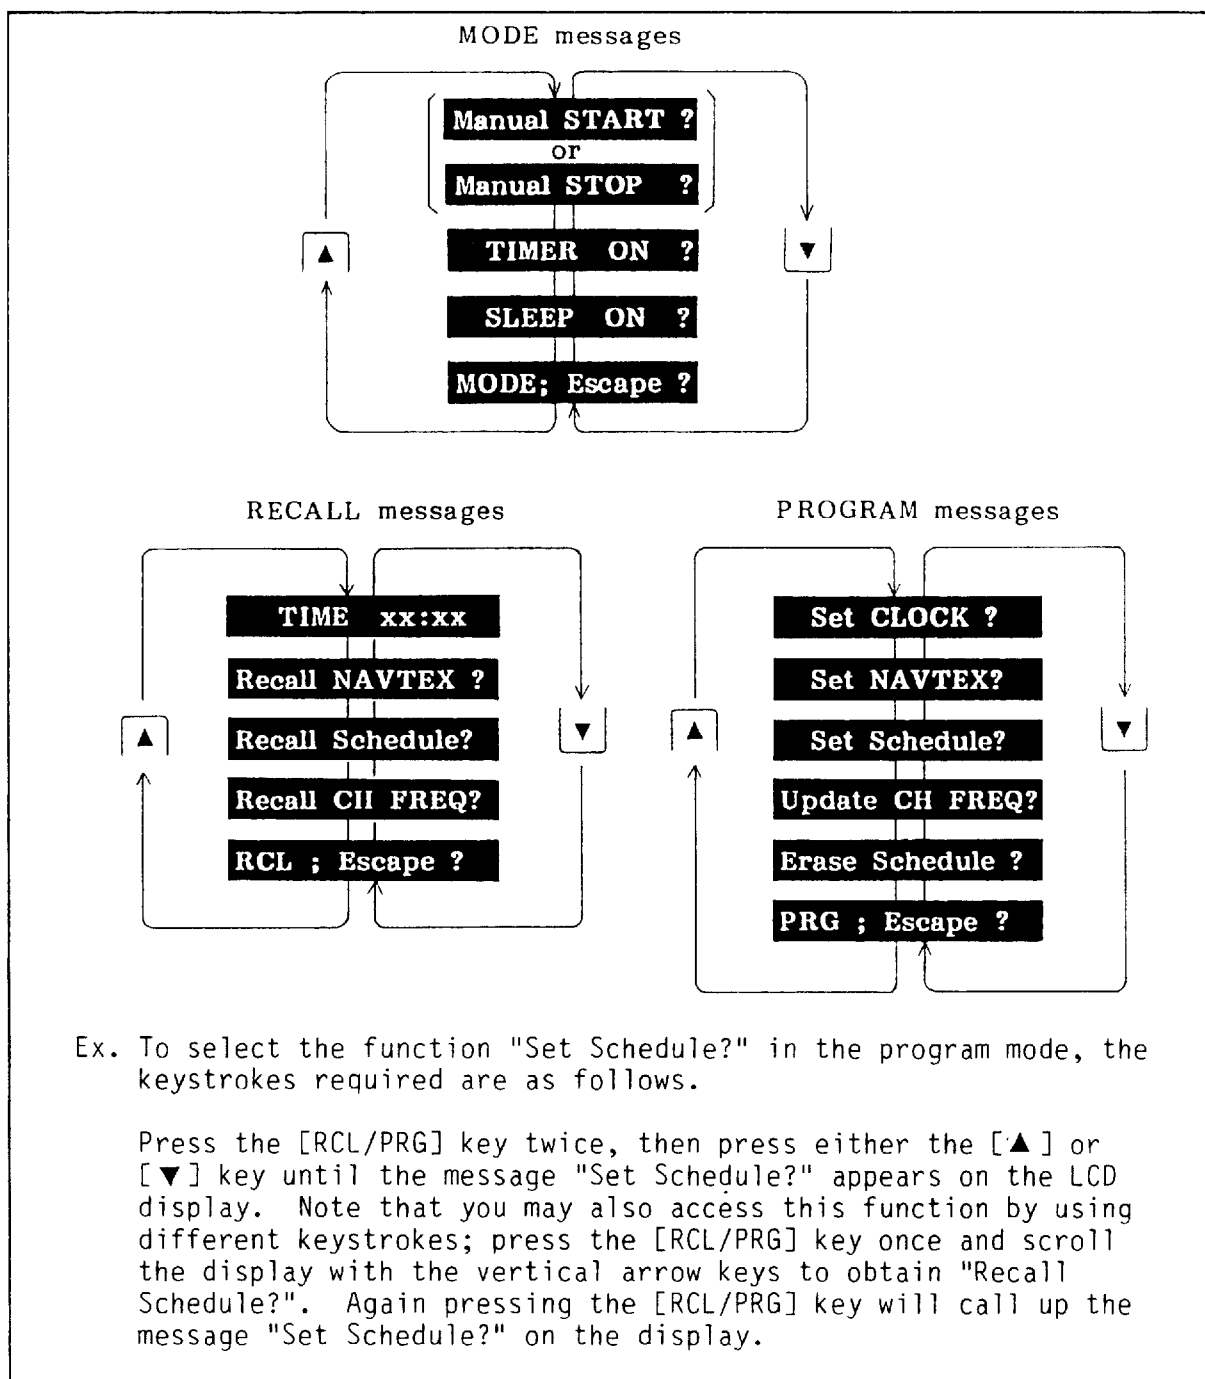 MODE messages
Manual START ?
or
Manual STOP ?
▲
TIMER ON ?
▼
SLEEP ON ?
MODE; Escape ?
RECALL messages
TIME xx:xx
Recall NAVTEX ?
▲
Recall Schedule?
▼
Recall CH FREQ?
RCL ; Escape ?
PROGRAM messages
Set CLOCK ?
Set NAVTEX?
▲
Set Schedule?
▼
Update CH FREQ?
Erase Schedule ?
PRG ; Escape ?
Ex. To select the function "Set Schedule?" in the program mode, the
keystrokes required are as follows.
Press the [RCL/PRG] key twice, then press either the [▲] or
[▼] key until the message "Set Schedule?" appears on the LCD
display. Note that you may also access this function by using
different keystrokes; press the [RCL/PRG] key once and scroll
the display with the vertical arrow keys to obtain "Recall
Schedule?". Again pressing the [RCL/PRG] key will call up the
message "Set Schedule?" on the display.